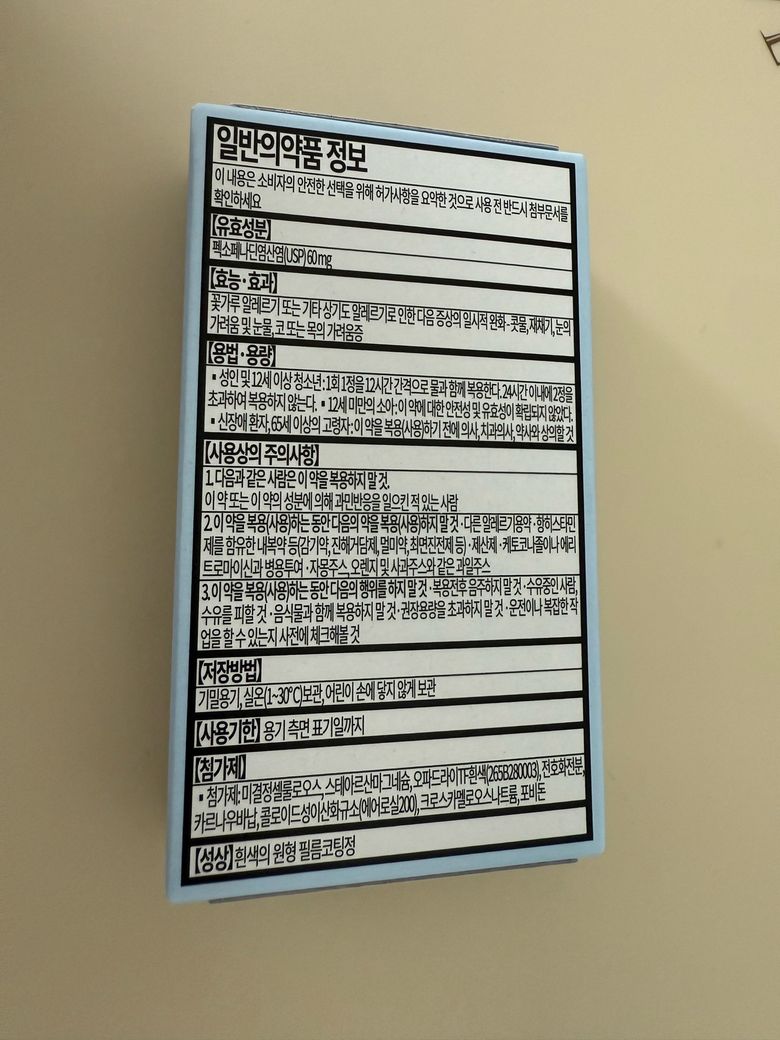 일반의약품 정보
이 내용은 소비자의 안전한 선택을 위해 허가사항을 요약한 것으로 사용 전 반드시 첨부문서를
확인하세요
[유효성분]
펙소페나딘염산염(USP) 60mg
[효능·효과]
꽃가루 알레르기 또는 기타 상기도 알레르기로 인한 다음 증상의 일시적 완화 - 콧물, 재채기, 눈의
가려움 및 눈물, 코 또는 목의 가려움증
[용법·용량]
▪ 성인 및 12세 이상 청소년 : 1회 1정을 12시간 간격으로 물과 함께 복용한다. 24시간 이내에 2정을
초과하여 복용하지 않는다. ▪ 12세 미만의 소아 : 이 약에 대한 안전성 및 유효성이 확립되지 않았다.
▪ 신장애 환자, 65세 이상의 고령자 : 이 약을 복용(사용)하기 전에 의사, 치과의사, 약사와 상의할 것
[사용상의 주의사항]
1. 다음과 같은 사람은 이 약을 복용하지 말 것.
이 약 또는 이 약의 성분에 의해 과민반응을 일으킨 적 있는 사람
2. 이 약을 복용(사용)하는 동안 다음의 약을 복용(사용)하지 말 것 · 다른 알레르기용약 · 항히스타민
제를 함유한 내복약 등(감기약, 진해거담제, 멀미약, 최면진전제 등) · 제산제 · 케토코나졸이나 에리
트로마이신과 병용투여 · 자몽주스, 오렌지 및 사과주스와 같은 과일주스
3. 이 약을 복용(사용)하는 동안 다음의 행위를 하지 말 것 · 복용 전후 음주하지 말 것 · 수유중인 사람,
수유를 피할 것 · 음식물과 함께 복용하지 말 것 · 권장용량을 초과하지 말 것 · 운전이나 복잡한 작
업을 할 수 있는지 사전에 체크해볼 것
[저장방법]
기밀용기, 실온(1~30℃)보관, 어린이 손에 닿지 않게 보관
[사용기한] 용기 측면 표기일까지
[첨가제]
▪ 첨가제: 미결정셀룰로오스, 스테아르산마그네슘, 오파드라이TF흰색(265B280003), 전호화전분,
카르나우바납, 콜로이드성이산화규소(에어로실200), 크로스카멜로오스나트륨, 포비돈
[성상] 흰색의 원형 필름코팅정